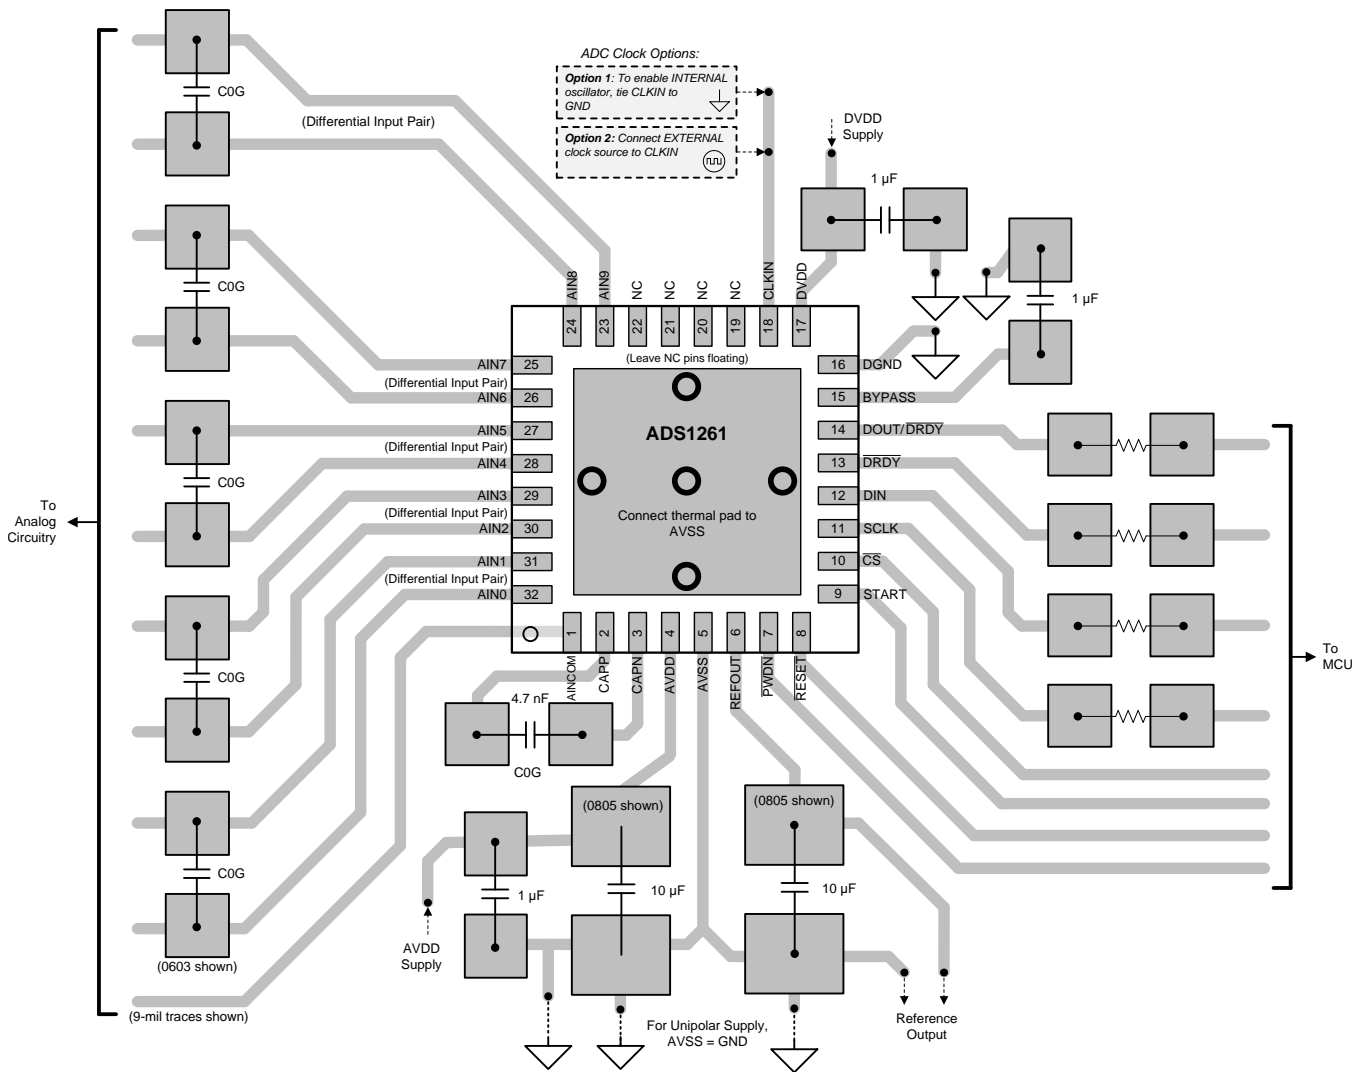 ADC Clock Options:
Option 1: To enable INTERNAL
oscillator, tie CLKIN to
GND
Option 2: Connect EXTERNAL
clock source to CLKIN
DVDD
Supply
1 µF
1 µF
C0G
(Differential Input Pair)
C0G
C0G
C0G
C0G
(0603 shown)
(9-mil traces shown)
To
Analog
Circuitry
AIN8
AIN9
NC
NC
NC
NC
CLKIN
DVDD
24
23
22
21
20
19
18
17
(Leave NC pins floating)
AIN7
25
(Differential Input Pair)
AIN6
26
AIN5
27
(Differential Input Pair)
AIN4
28
AIN3
29
(Differential Input Pair)
AIN2
30
AIN1
31
(Differential Input Pair)
AIN0
32
ADS1261
Connect thermal pad to
AVSS
16
DGND
15
BYPASS
14
DOUT/DRDY
13
DRDY
12
DIN
11
SCLK
10
CS
9
START
1
2
3
4
5
6
7
8
AINCOM
CAPP
CAPN
AVDD
AVSS
REFOUT
PWDN
RESET
To
MCU
4.7 nF
C0G
(0805 shown)
(0805 shown)
1 µF
10 µF
10 µF
AVDD
Supply
For Unipolar Supply,
AVSS = GND
Reference
Output